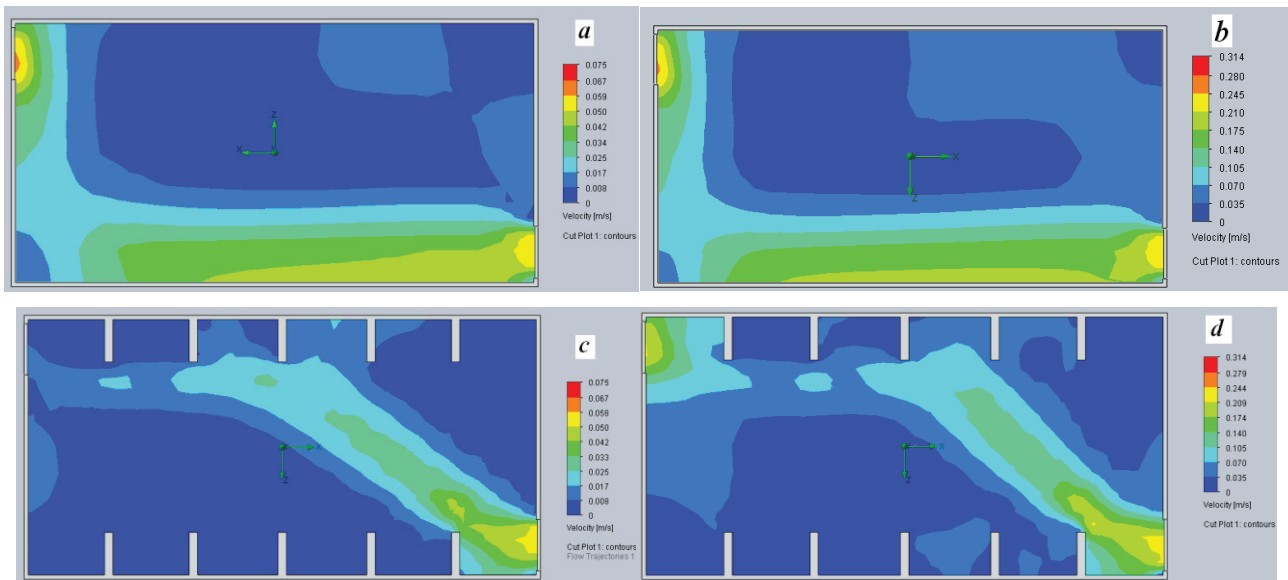 a
0.075
0.067
0.059
0.050
0.042
0.034
0.025
0.017
0.008
0
Velocity [m/s]
Cut Plot 1: contours
Z
X
b
0.314
0.280
0.245
0.210
0.175
0.140
0.105
0.070
0.035
0
Velocity [m/s]
Cut Plot 1: contours
X
Z
c
0.075
0.067
0.058
0.050
0.042
0.033
0.025
0.017
0.008
0
Velocity [m/s]
Cut Plot 1: contours
Flow Trajectories 1
X
Z
d
0.314
0.279
0.244
0.209
0.174
0.140
0.105
0.070
0.035
0
Velocity [m/s]
Cut Plot 1: contours
X
Z